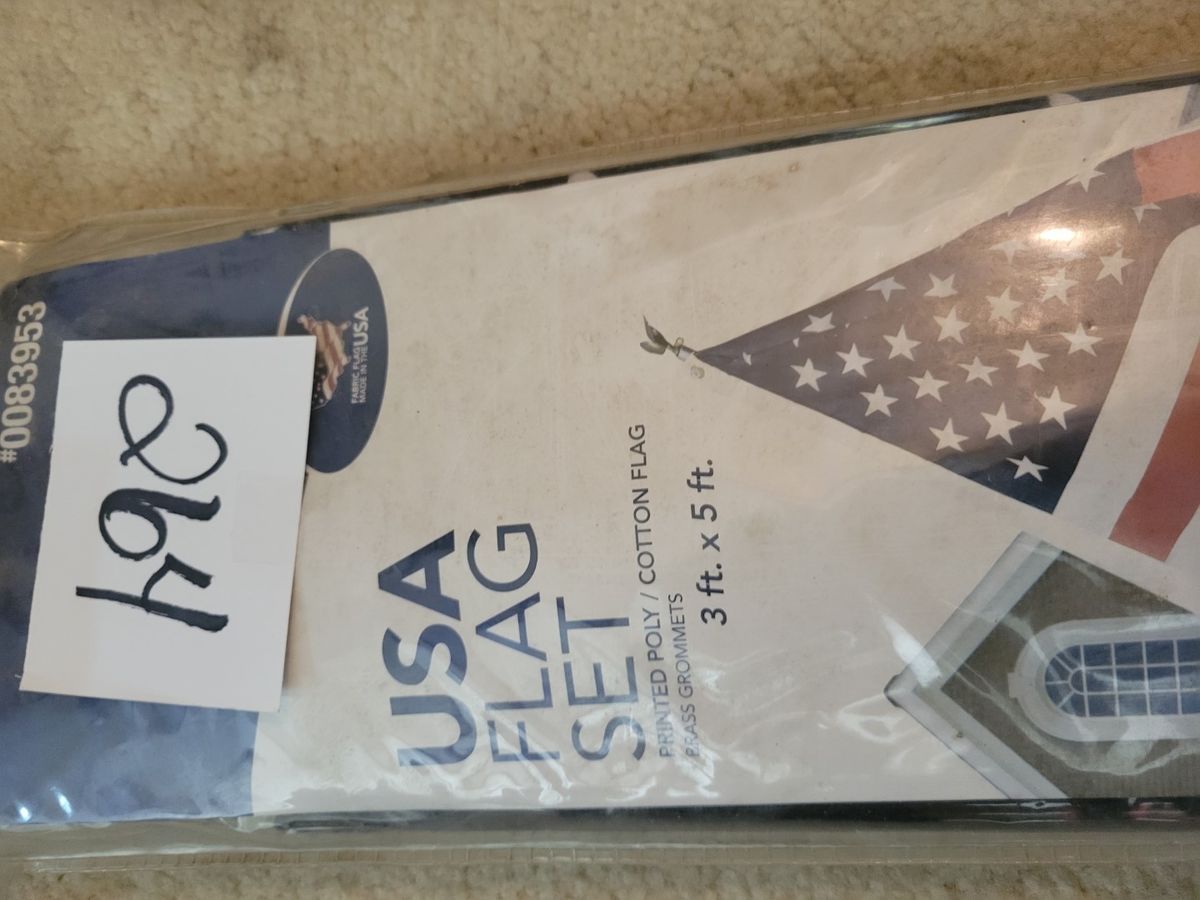 #0083953
264
FABRIC FLAG
MADE IN THE USA
USA
FLAG
SET
PRINTED POLY / COTTON FLAG
BRASS GROMMETS
3 ft. x 5 ft.